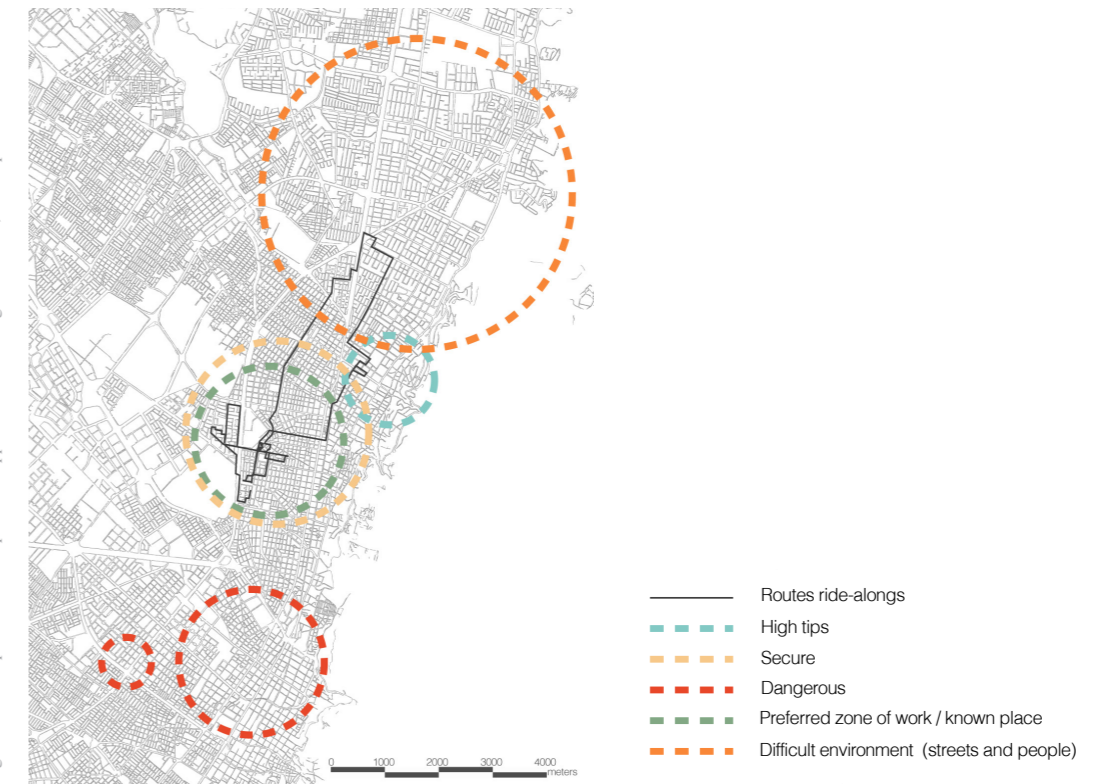 0 1000 2000 3000 4000
meters
Routes ride-alongs
High tips
Secure
Dangerous
Preferred zone of work / known place
Difficult environment (streets and people)